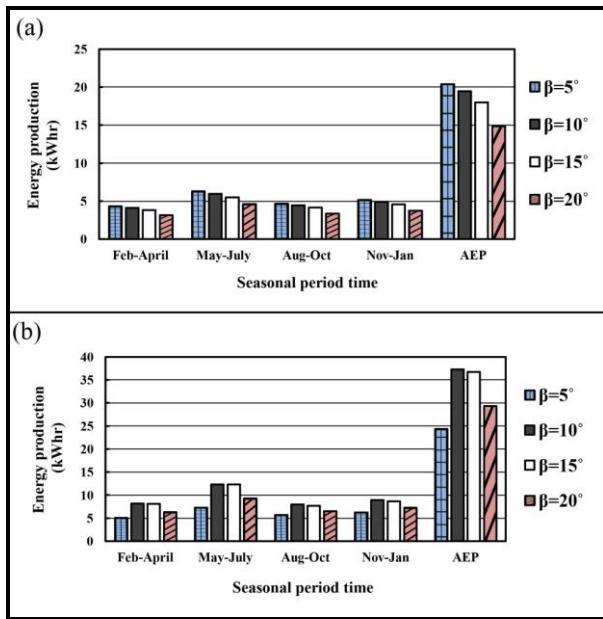 (a)
25
20
15
10
5
0
Energy production
(kWhr)
Feb-April May-July Aug-Oct Nov-Jan AEP
Seasonal period time
β=5°
β=10°
β=15°
β=20°
(b)
40
35
30
25
20
15
10
5
0
Energy production
(kWhr)
Feb-April May-July Aug-Oct Nov-Jan AEP
Seasonal period time
β=5°
β=10°
β=15°
β=20°